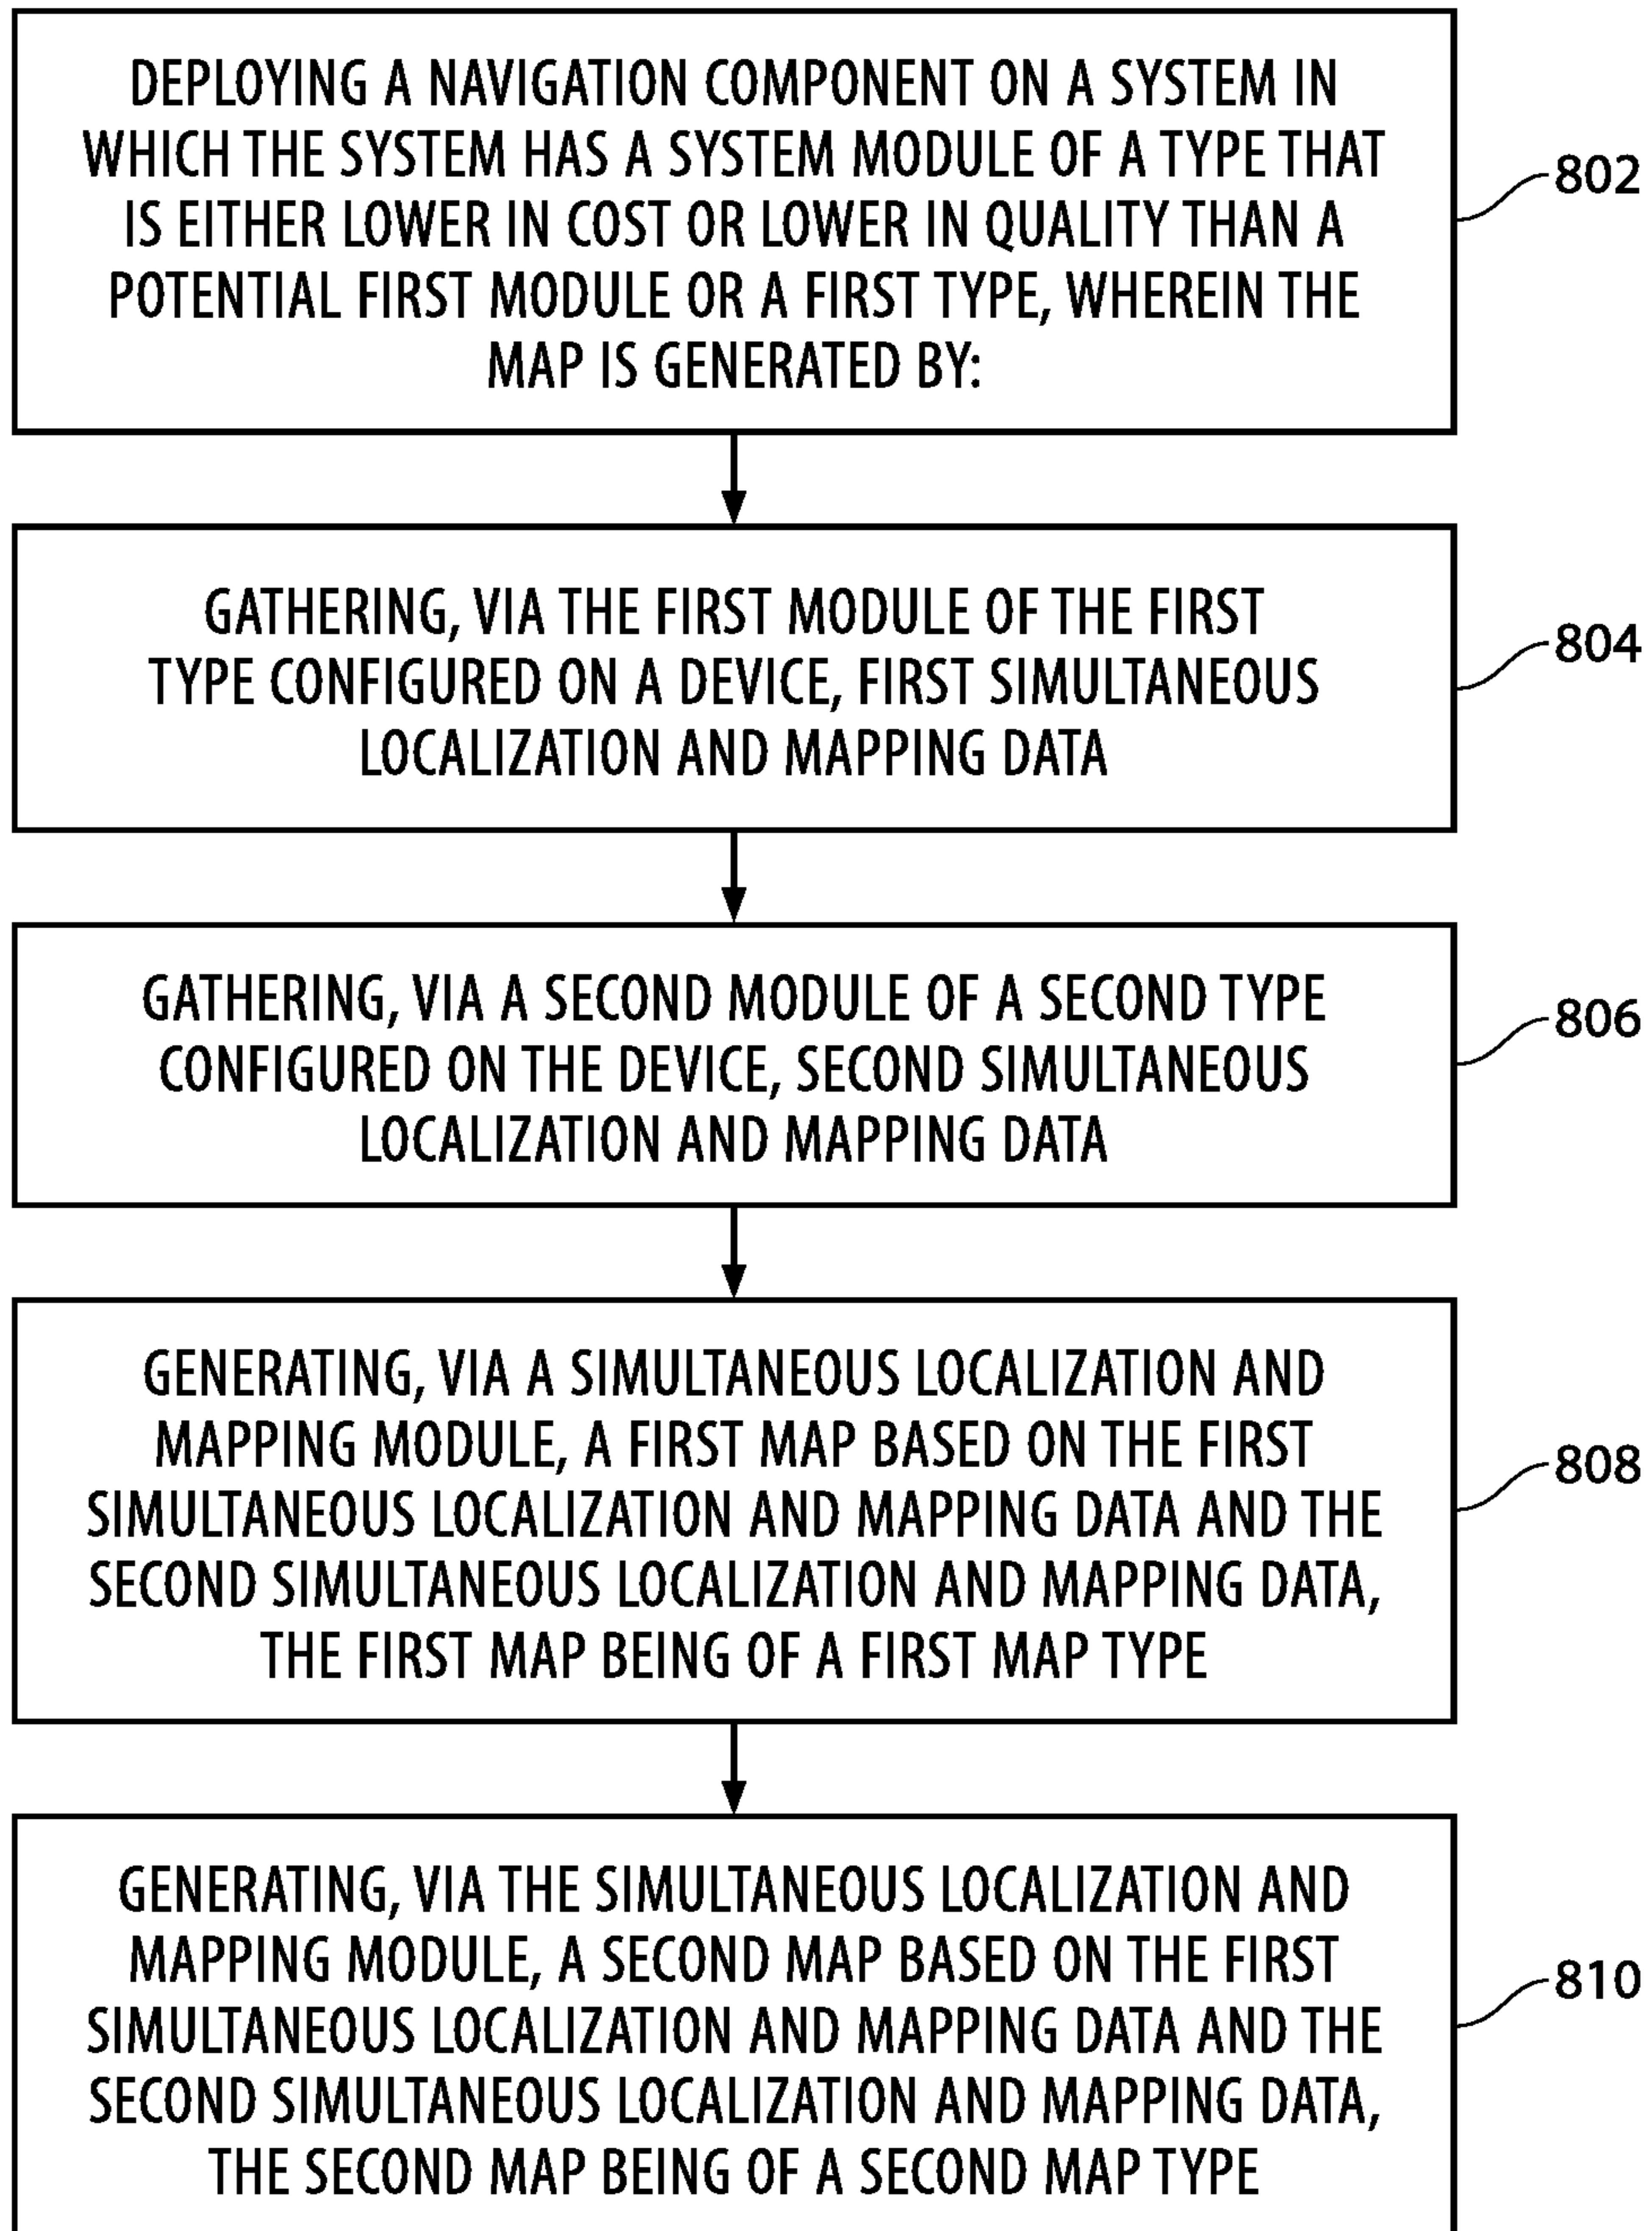 DEPLOYING A NAVIGATION COMPONENT ON A SYSTEM IN
WHICH THE SYSTEM HAS A SYSTEM MODULE OF A TYPE THAT
IS EITHER LOWER IN COST OR LOWER IN QUALITY THAN A
POTENTIAL FIRST MODULE OR A FIRST TYPE, WHEREIN THE
MAP IS GENERATED BY:
802
GATHERING, VIA THE FIRST MODULE OF THE FIRST
TYPE CONFIGURED ON A DEVICE, FIRST SIMULTANEOUS
LOCALIZATION AND MAPPING DATA
804
GATHERING, VIA A SECOND MODULE OF A SECOND TYPE
CONFIGURED ON THE DEVICE, SECOND SIMULTANEOUS
LOCALIZATION AND MAPPING DATA
806
GENERATING, VIA A SIMULTANEOUS LOCALIZATION AND
MAPPING MODULE, A FIRST MAP BASED ON THE FIRST
SIMULTANEOUS LOCALIZATION AND MAPPING DATA AND THE
SECOND SIMULTANEOUS LOCALIZATION AND MAPPING DATA,
THE FIRST MAP BEING OF A FIRST MAP TYPE
808
GENERATING, VIA THE SIMULTANEOUS LOCALIZATION AND
MAPPING MODULE, A SECOND MAP BASED ON THE FIRST
SIMULTANEOUS LOCALIZATION AND MAPPING DATA AND THE
SECOND SIMULTANEOUS LOCALIZATION AND MAPPING DATA,
THE SECOND MAP BEING OF A SECOND MAP TYPE
810